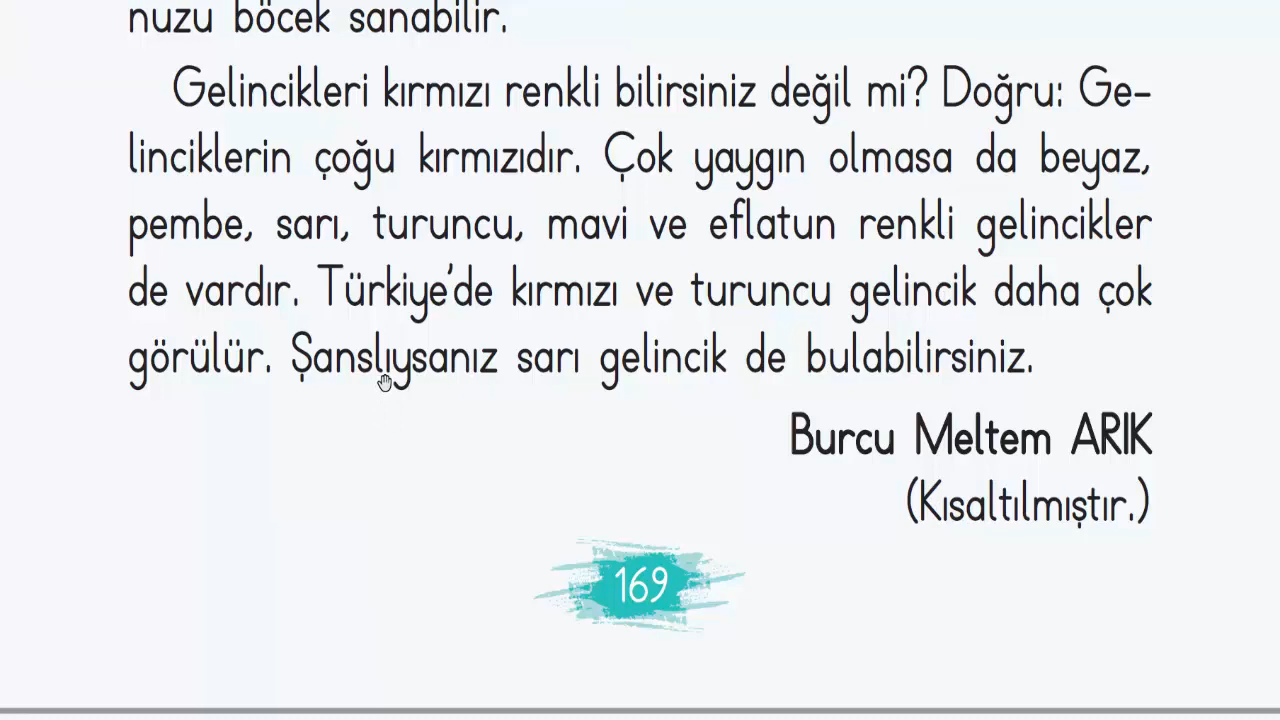 nuzu böcek sanabilir.
Gelincikleri kırmızı renkli bilirsiniz değil mi? Doğru: Ge-
linciklerin çoğu kırmızıdır. Çok yaygın olmasa da beyaz,
pembe, sarı, turuncu, mavi ve eflatun renkli gelincikler
de vardır. Türkiye'de kırmızı ve turuncu gelincik daha çok
görülür. Şanslıysanız sarı gelincik de bulabilirsiniz.
Burcu Meltem ARIK
(Kısaltılmıştır.)
169